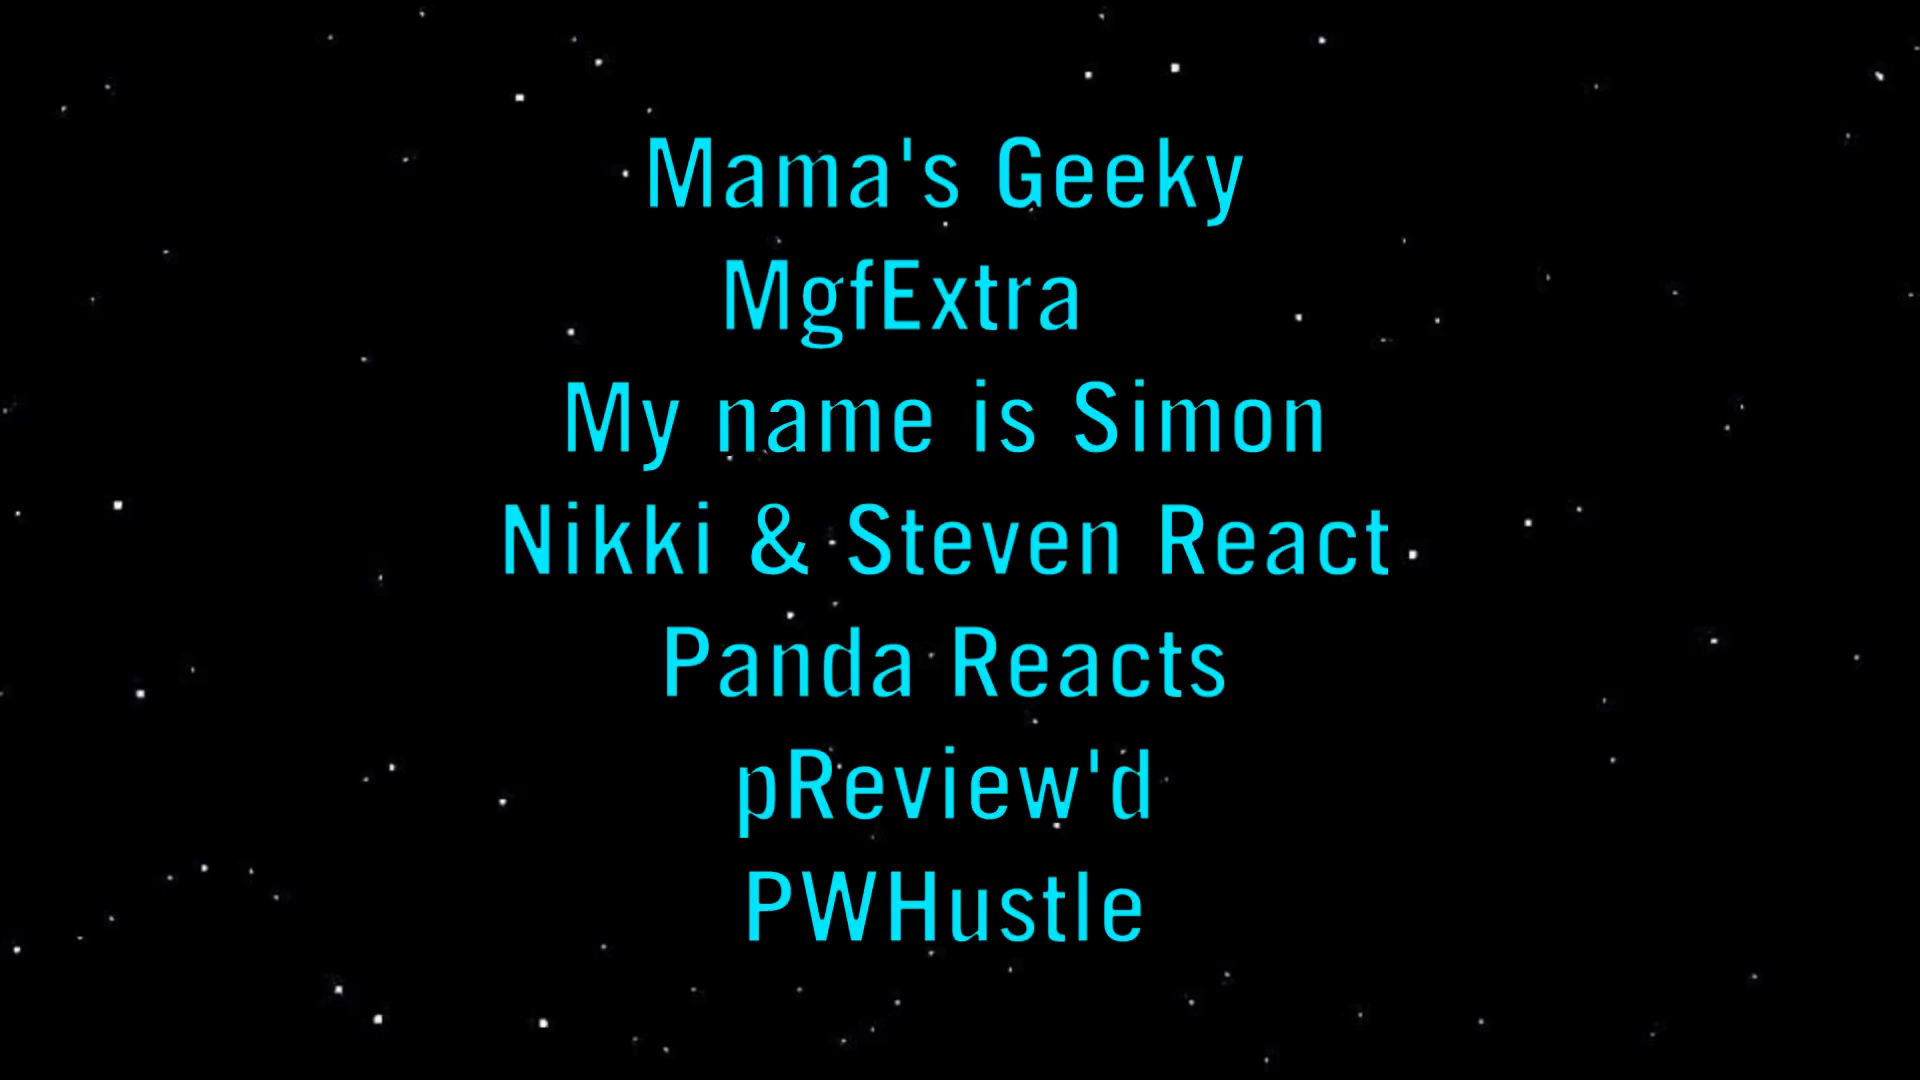 Mama's Geeky
MgfExtra
My name is Simon
Nikki & Steven React
Panda Reacts
pReview'd
PWHustle